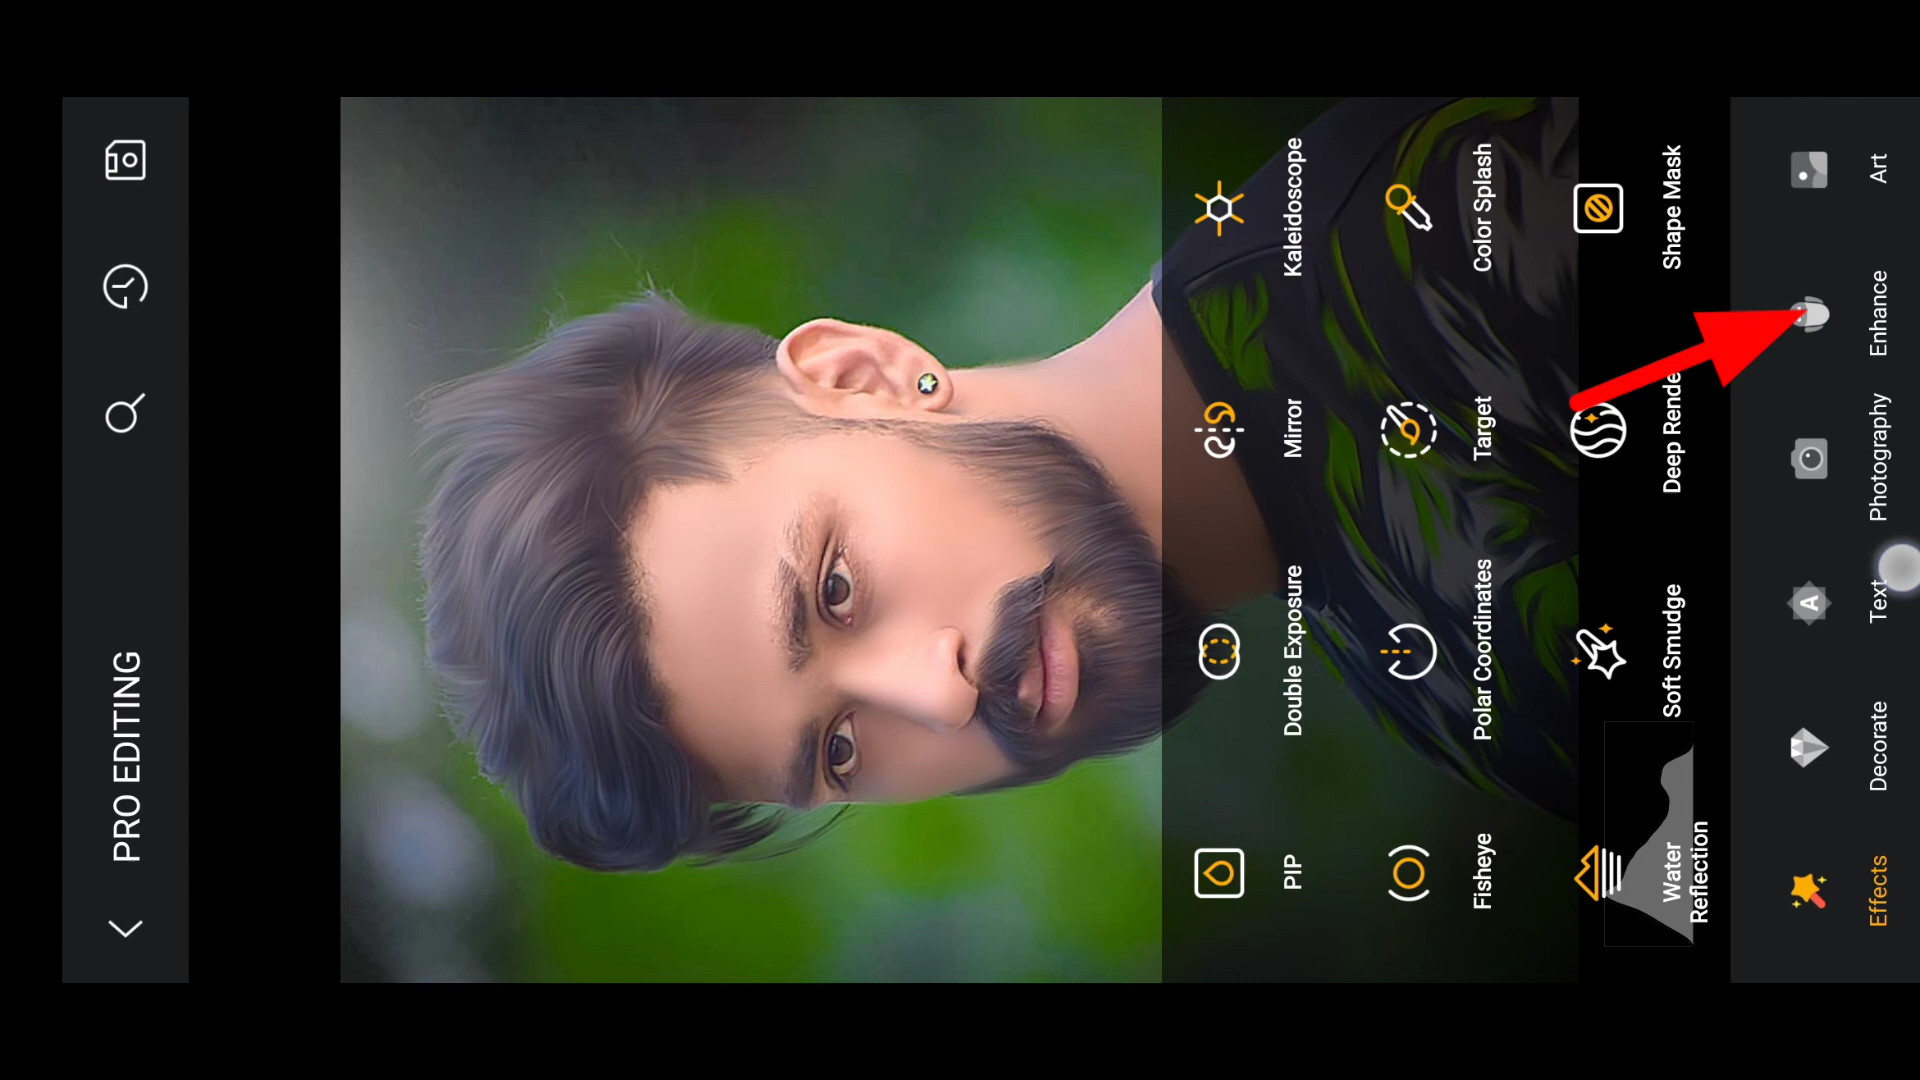 PRO EDITING
PIP
Double Exposure
Mirror
Kaleidoscope
Fisheye
Polar Coordinates
Target
Color Splash
Water
Reflection
Soft Smudge
Deep Rende
Shape Mask
A
Effects
Decorate
Text
Photography
Enhance
Art